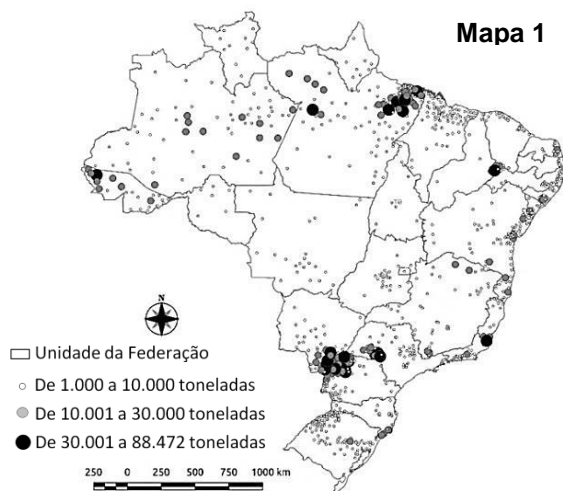 Mapa 1
N
Unidade da Federação
De 1.000 a 10.000 toneladas
De 10.001 a 30.000 toneladas
De 30.001 a 88.472 toneladas
250 0 250 500 750 1000 km